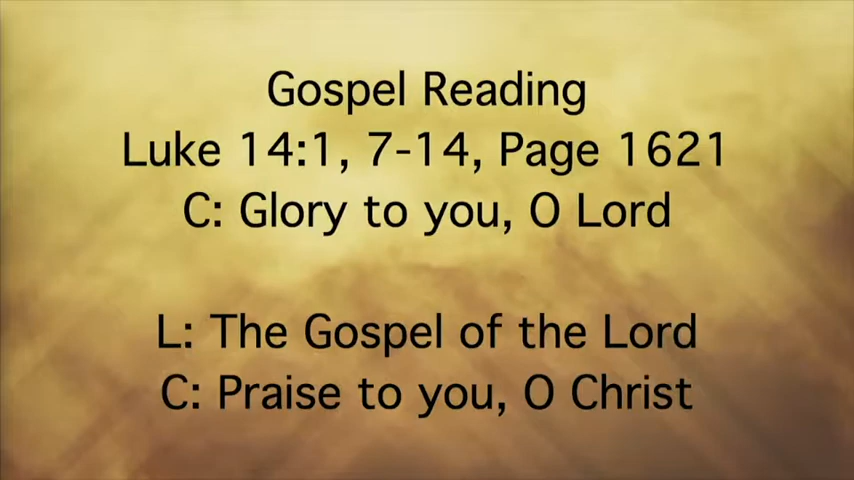 Gospel Reading
Luke 14:1, 7-14, Page 1621
C: Glory to you, O Lord
L: The Gospel of the Lord
C: Praise to you, O Christ